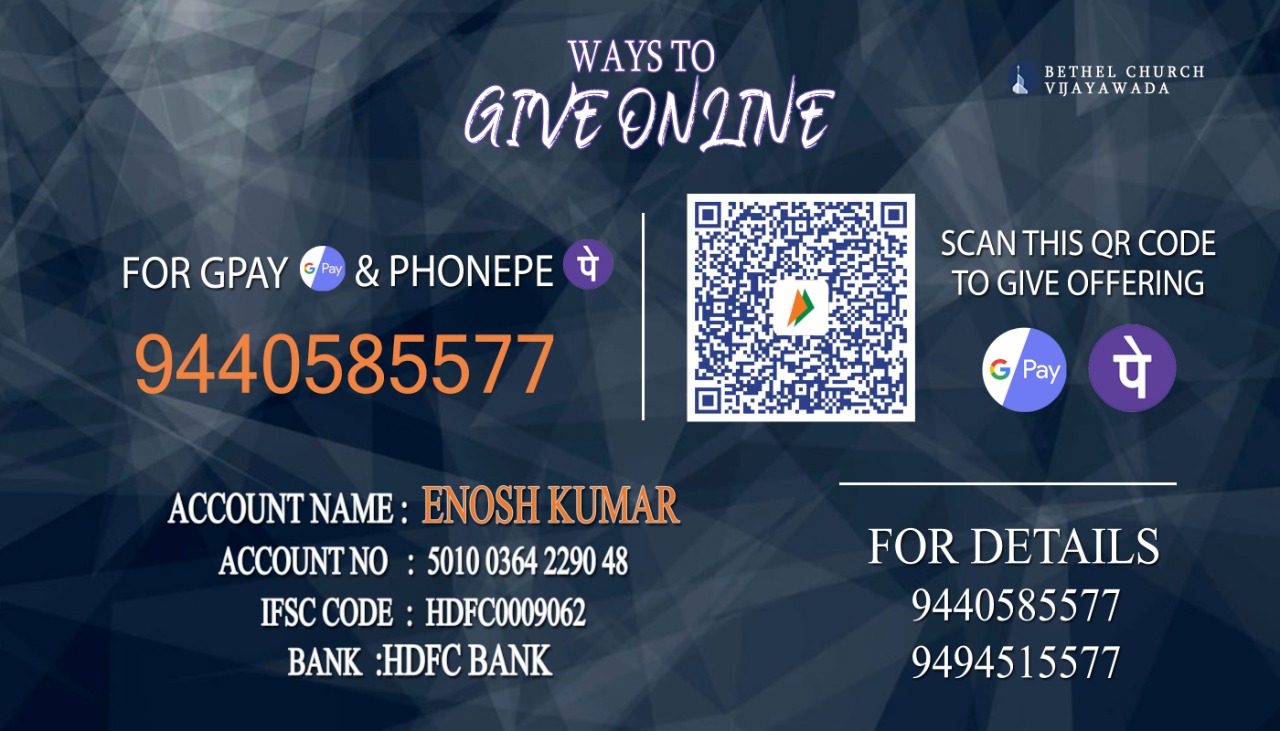 WAYS TO
GIVE ONLINE
BETHEL CHURCH
VIJAYAWADA
FOR GPAY G Pay & PHONEPE पे
9440585577
SCAN THIS QR CODE
TO GIVE OFFERING
G Pay पे
ACCOUNT NAME : ENOSH KUMAR
ACCOUNT NO : 5010 0364 2290 48
IFSC CODE : HDFC0009062
BANK :HDFC BANK
FOR DETAILS
9440585577
9494515577